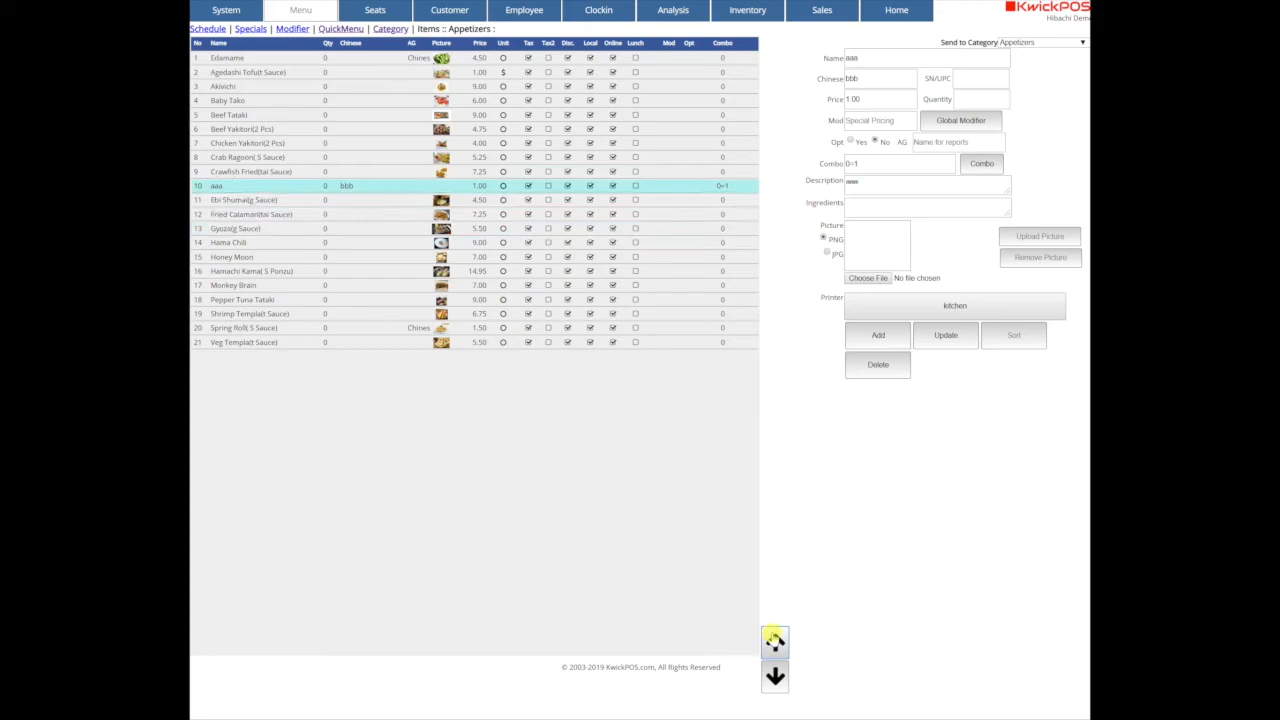 System Menu Seats Customer Employee Clockin Analysis Inventory Sales Home
KwickPOS
Hibachi Demo
Schedule | Specials | Modifier | QuickMenu | Category | Items :: Appetizers :
No Name Qty Chinese AG Picture Price Unit Tax Tax2 Disc. Local Online Lunch Mod Opt Combo
1 Edamame 0 Chines 4.50 0
2 Agedashi Tofu(t Sauce) 0 1.00 $ 0
3 Akivichi 0 9.00 0
4 Baby Tako 0 6.00 0
5 Beef Tataki 0 9.00 0
6 Beef Yakitori(2 Pcs) 0 4.75 0
7 Chicken Yakitori(2 Pcs) 0 4.00 0
8 Crab Ragoon( S Sauce) 0 5.25 0
9 Crawfish Fried(tai Sauce) 0 7.25 0
10 aaa 0 bbb 1.00 0=1
11 Ebi Shumai(g Sauce) 0 4.50 0
12 Fried Calamari(tai Sauce) 0 7.25 0
13 Gyoza(g Sauce) 0 5.50 0
14 Hama Chili 0 9.00 0
15 Honey Moon 0 7.00 0
16 Hamachi Kama( S Ponzu) 0 14.95 0
17 Monkey Brain 0 7.00 0
18 Pepper Tuna Tataki 0 9.00 0
19 Shrimp Templa(t Sauce) 0 6.75 0
20 Spring Roll( S Sauce) 0 Chines 1.50 0
21 Veg Templa(t Sauce) 0 5.50 0
Send to Category Appetizers
Name aaa
Chinese bbb SN/UPC
Price 1.00 Quantity
Mod Special Pricing Global Modifier
Opt Yes No AG Name for reports
Combo 0=1 Combo
Description
Ingredients
Picture
PNG Upload Picture
JPG Remove Picture
Choose File No file chosen
Printer kitchen
Add Update Sort
Delete
© 2003-2019 KwickPOS.com, All Rights Reserved